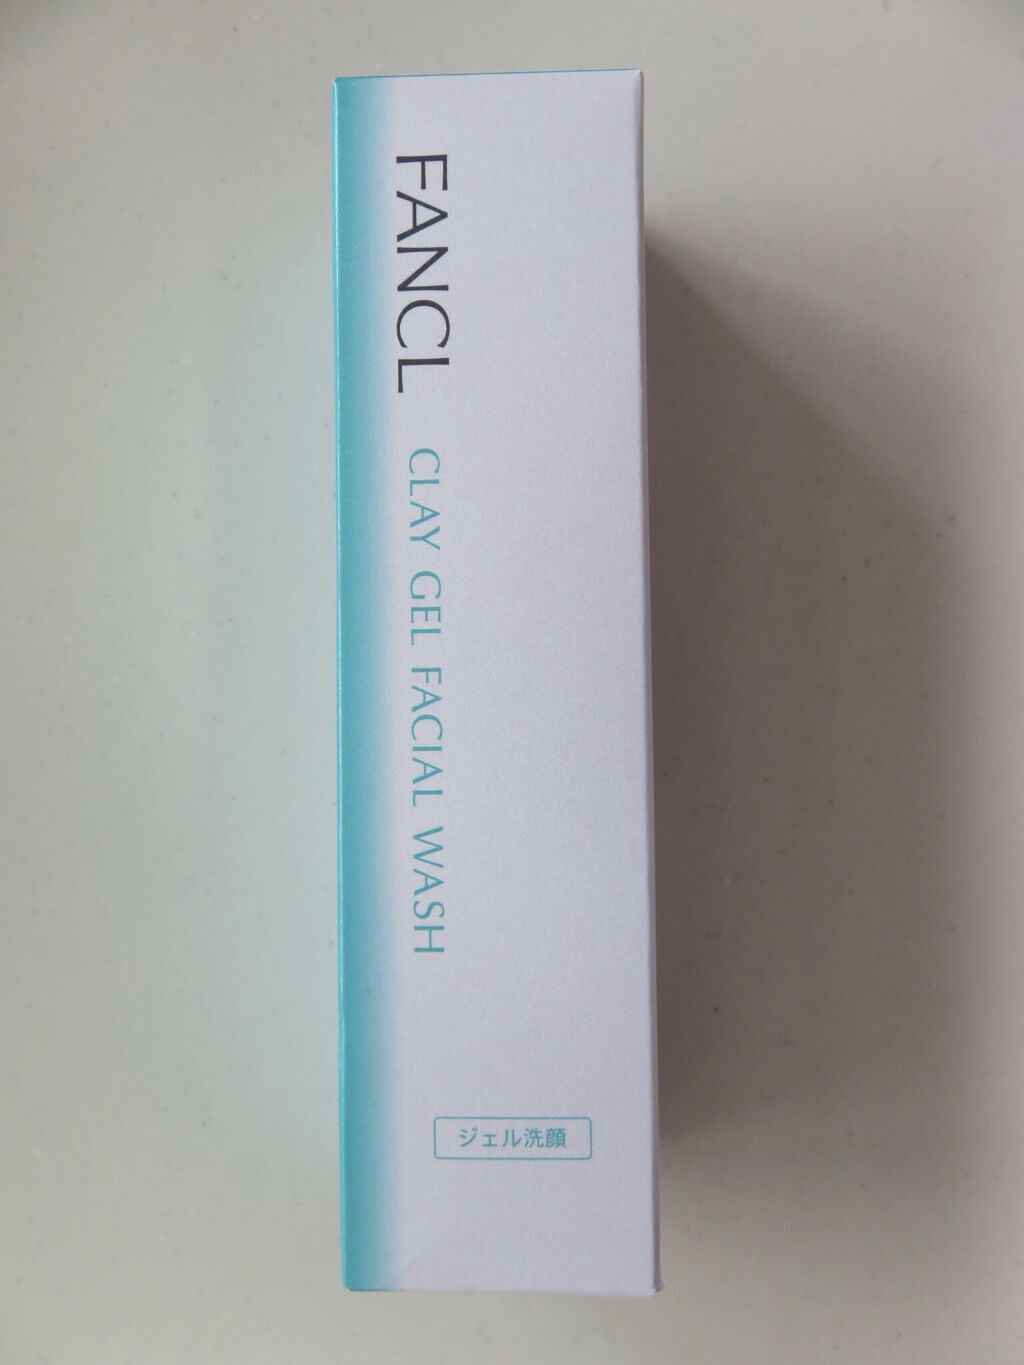 FANCL CLAY GEL FACIAL WASH
ジェル洗顔